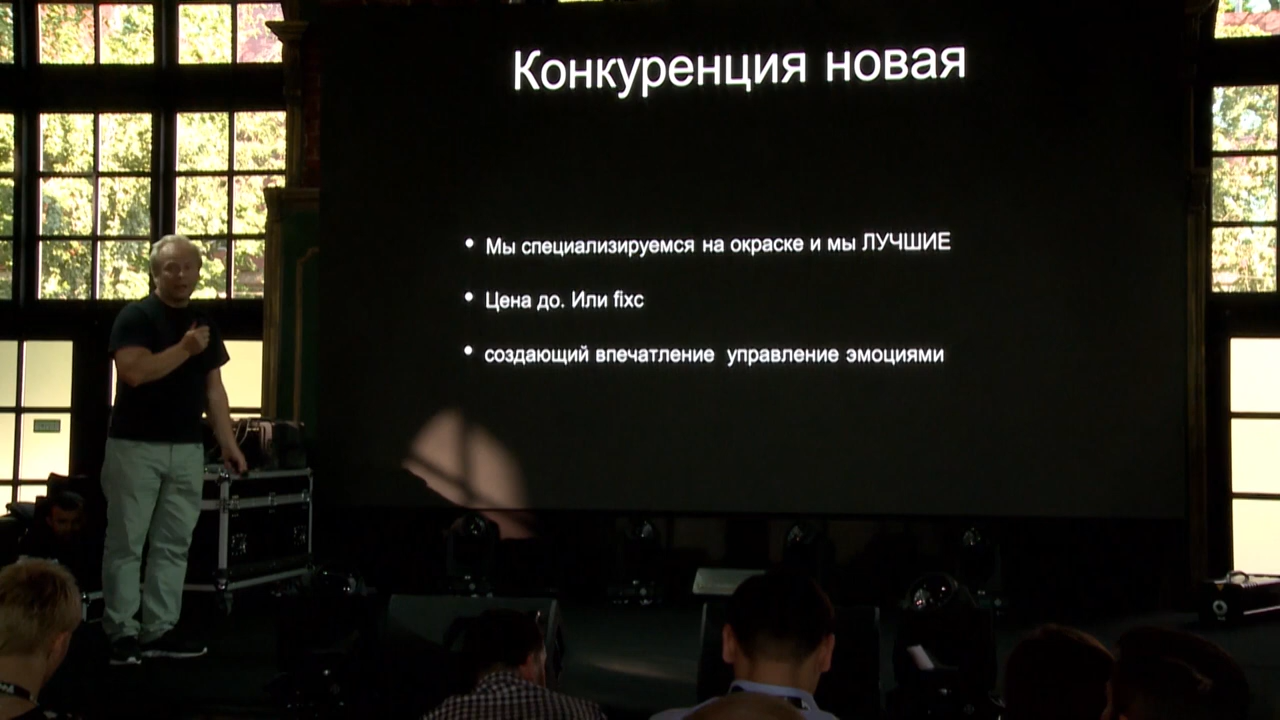 Конкуренция новая
• Мы специализируемся на окраске и мы ЛУЧШИЕ
• Цена до. Или fixc
• создающий впечатление управление эмоциями